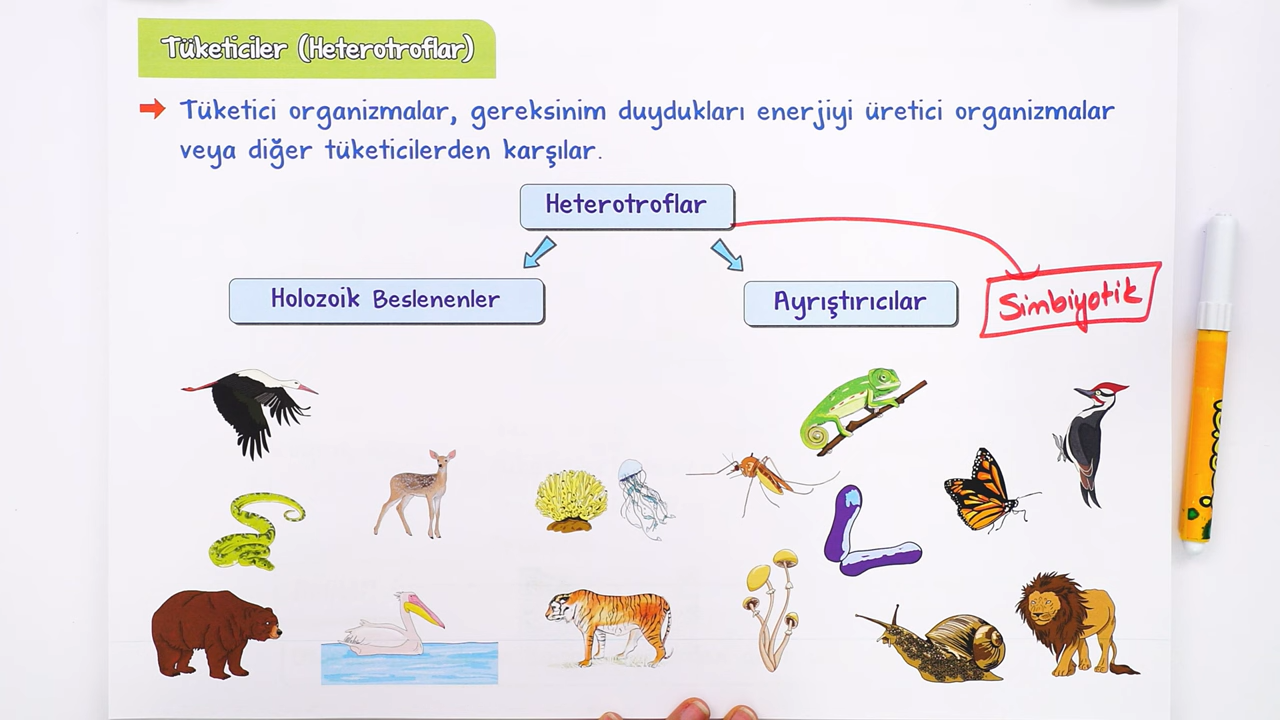 Tüketiciler (Heterotroflar)
Tüketici organizmalar, gereksinim duydukları enerjiyi üretici organizmalar
veya diğer tüketicilerden karşılar.
Heterotroflar
Holozoik Beslenenler
Ayrıştırıcılar
Simbiyotik